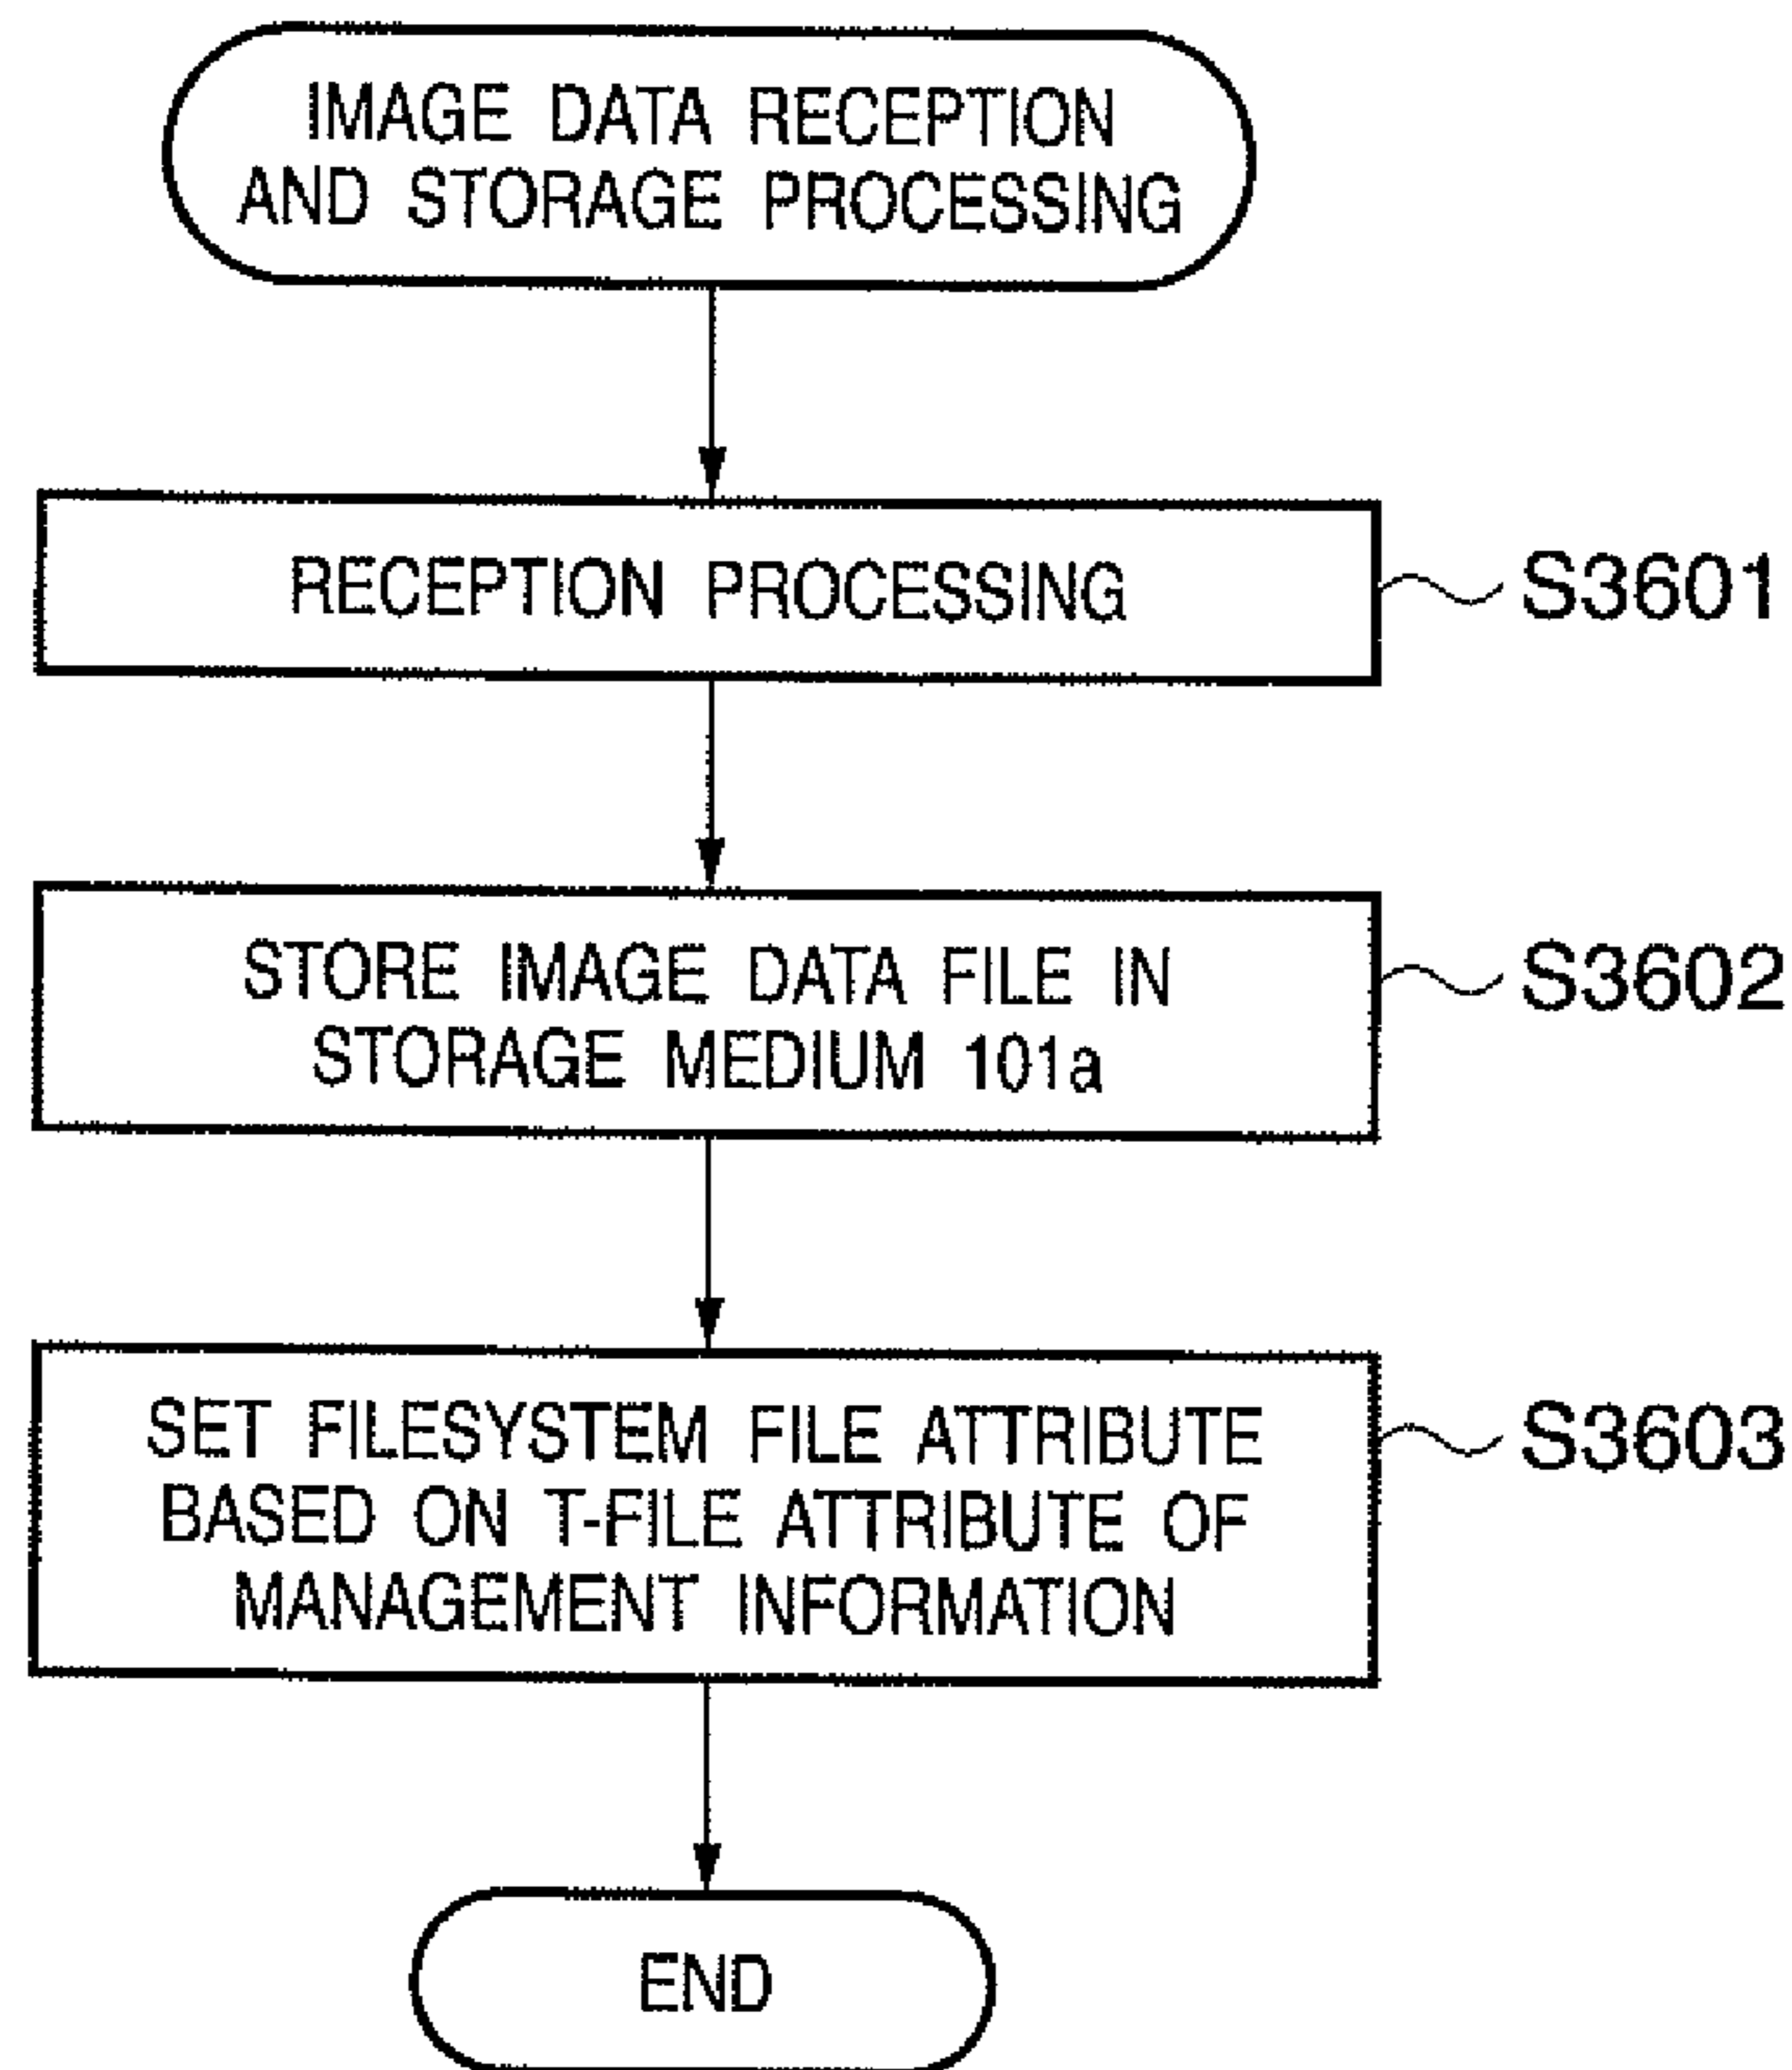 IMAGE DATA RECEPTION
AND STORAGE PROCESSING
RECEPTION PROCESSING
S3601
STORE IMAGE DATA FILE IN
STORAGE MEDIUM 101a
S3602
SET FILESYSTEM FILE ATTRIBUTE
BASED ON T-FILE ATTRIBUTE OF
MANAGEMENT INFORMATION
S3603
END